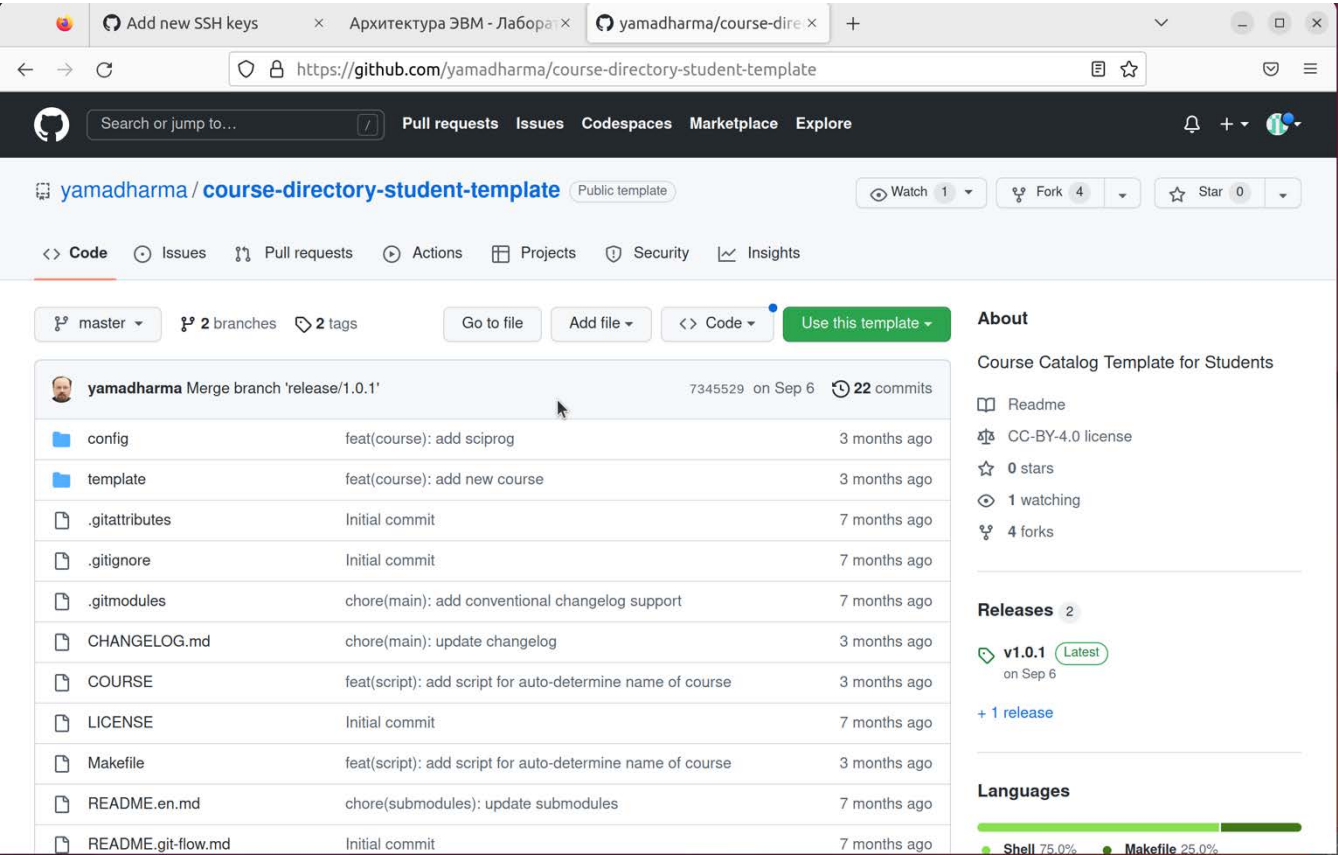 Add new SSH keys × Архитектура ЭВМ - Лабора × yamadharma/course-dire × +
https://github.com/yamadharma/course-directory-student-template
Search or jump to... / Pull requests Issues Codespaces Marketplace Explore
yamadharma / course-directory-student-template Public template Watch 1 Fork 4 Star 0
<> Code Issues Pull requests Actions Projects Security Insights
master 2 branches 2 tags Go to file Add file <> Code Use this template
yamadharma Merge branch 'release/1.0.1' 7345529 on Sep 6 22 commits
config feat(course): add sciprog 3 months ago
template feat(course): add new course 3 months ago
.gitattributes Initial commit 7 months ago
.gitignore Initial commit 7 months ago
.gitmodules chore(main): add conventional changelog support 7 months ago
CHANGELOG.md chore(main): update changelog 3 months ago
COURSE feat(script): add script for auto-determine name of course 3 months ago
LICENSE Initial commit 7 months ago
Makefile feat(script): add script for auto-determine name of course 3 months ago
README.en.md chore(submodules): update submodules 7 months ago
README.git-flow.md Initial commit 7 months ago
About
Course Catalog Template for Students
Readme
CC-BY-4.0 license
0 stars
1 watching
4 forks
Releases 2
v1.0.1 Latest
on Sep 6
+ 1 release
Languages
Shell 75.0% Makefile 25.0%